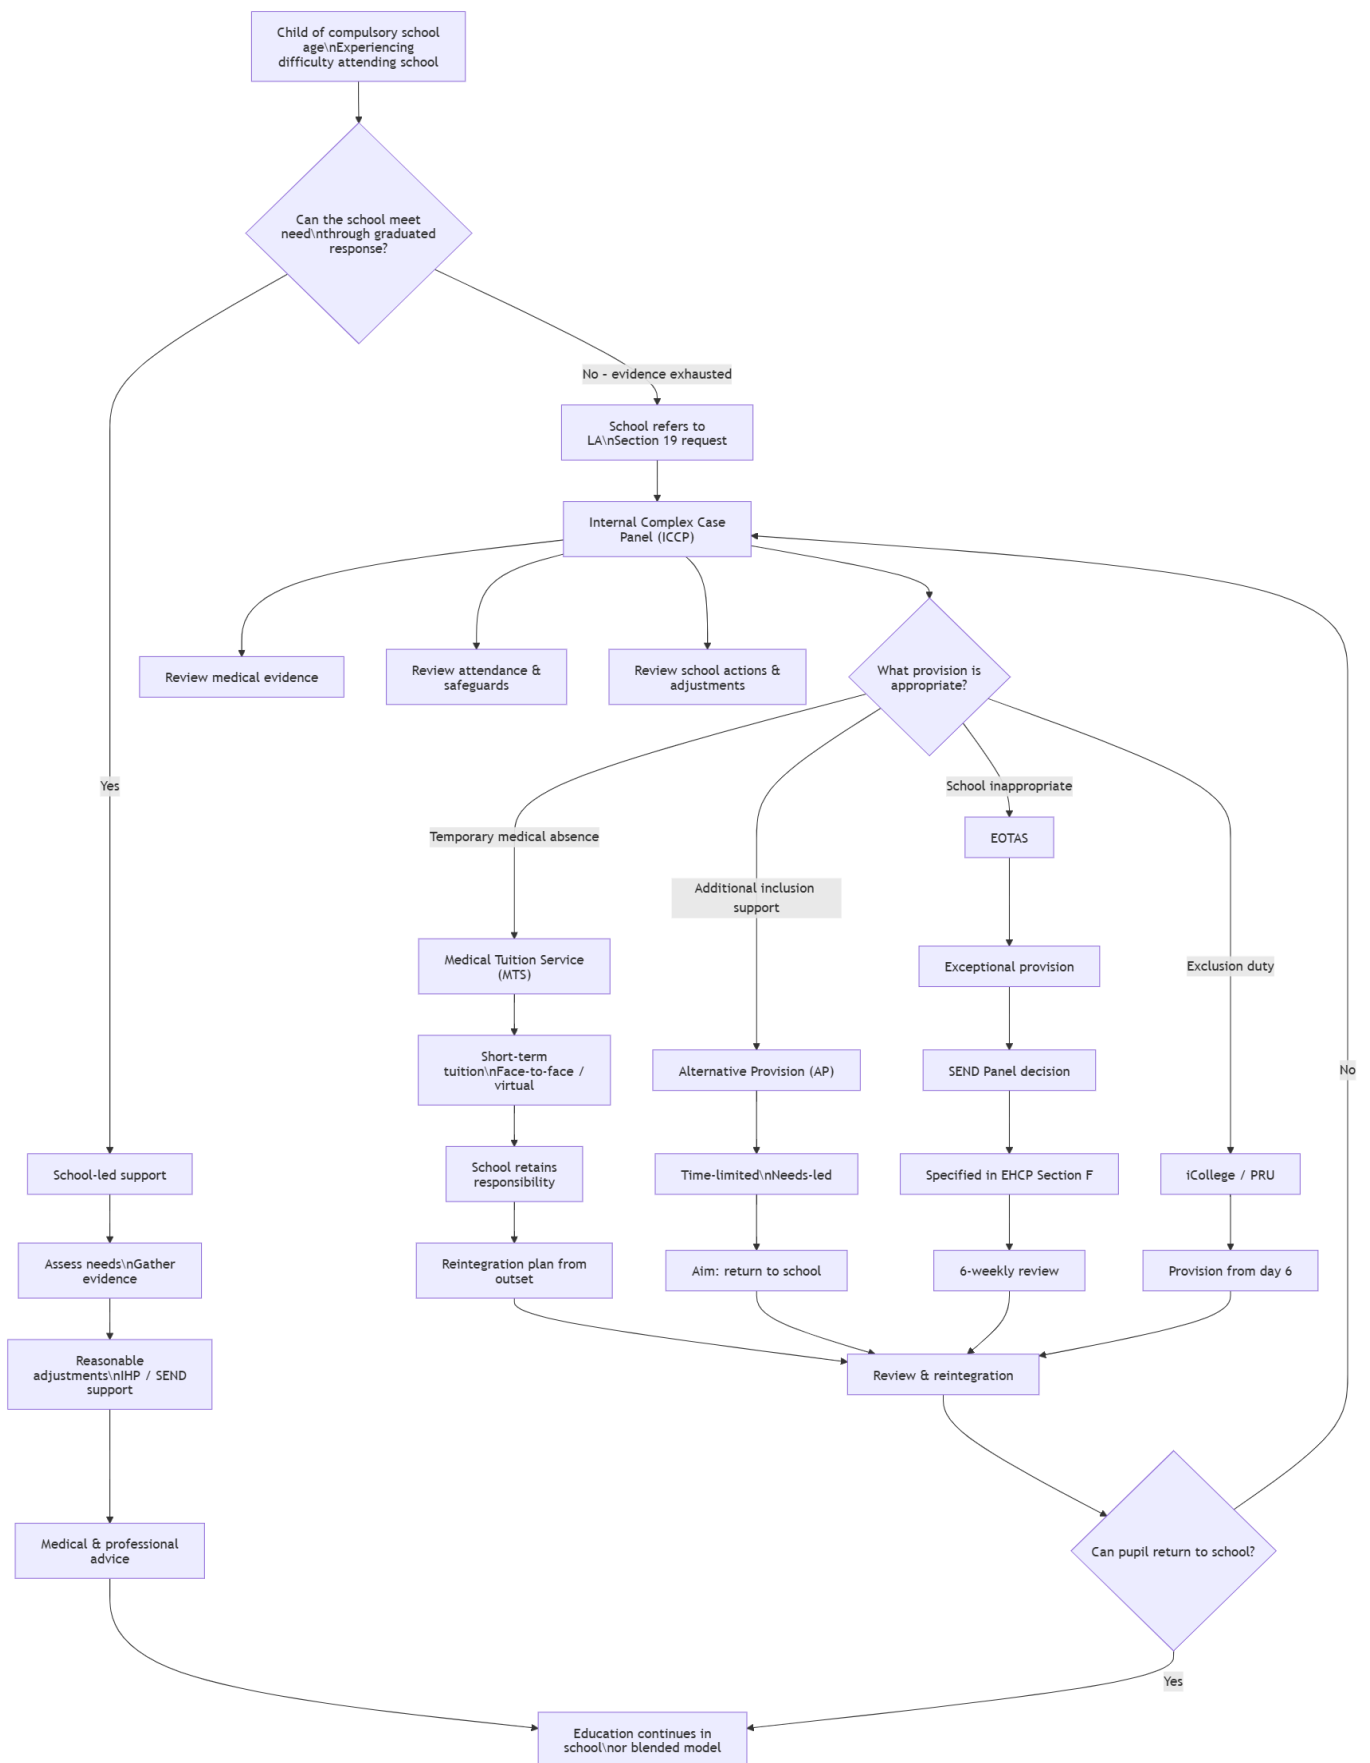 Child of compulsory school
age\nExperiencing
difficulty attending school
Can the school meet
need\nthrough graduated
response?
No - evidence exhausted
School refers to
LA\nSection 19 request
Internal Complex Case
Panel (ICCP)
Review medical evidence
Review attendance &
safeguards
Review school actions &
adjustments
What provision is
appropriate?
Yes
School inappropriate
Temporary medical absence
EOTAS
Additional inclusion
support
Medical Tuition Service
(MTS)
Exceptional provision
Exclusion duty
Short-term
tuition\nFace-to-face /
virtual
Alternative Provision (AP)
SEND Panel decision
No
School-led support
School retains
responsibility
Time-limited\nNeeds-led
Specified in EHCP Section F
iCollege / PRU
Assess needs\nGather
evidence
Reintegration plan from
outset
Aim: return to school
6-weekly review
Provision from day 6
Reasonable
adjustments\nIHP / SEND
support
Review & reintegration
Medical & professional
advice
Can pupil return to school?
Yes
Education continues in
school\nor blended model